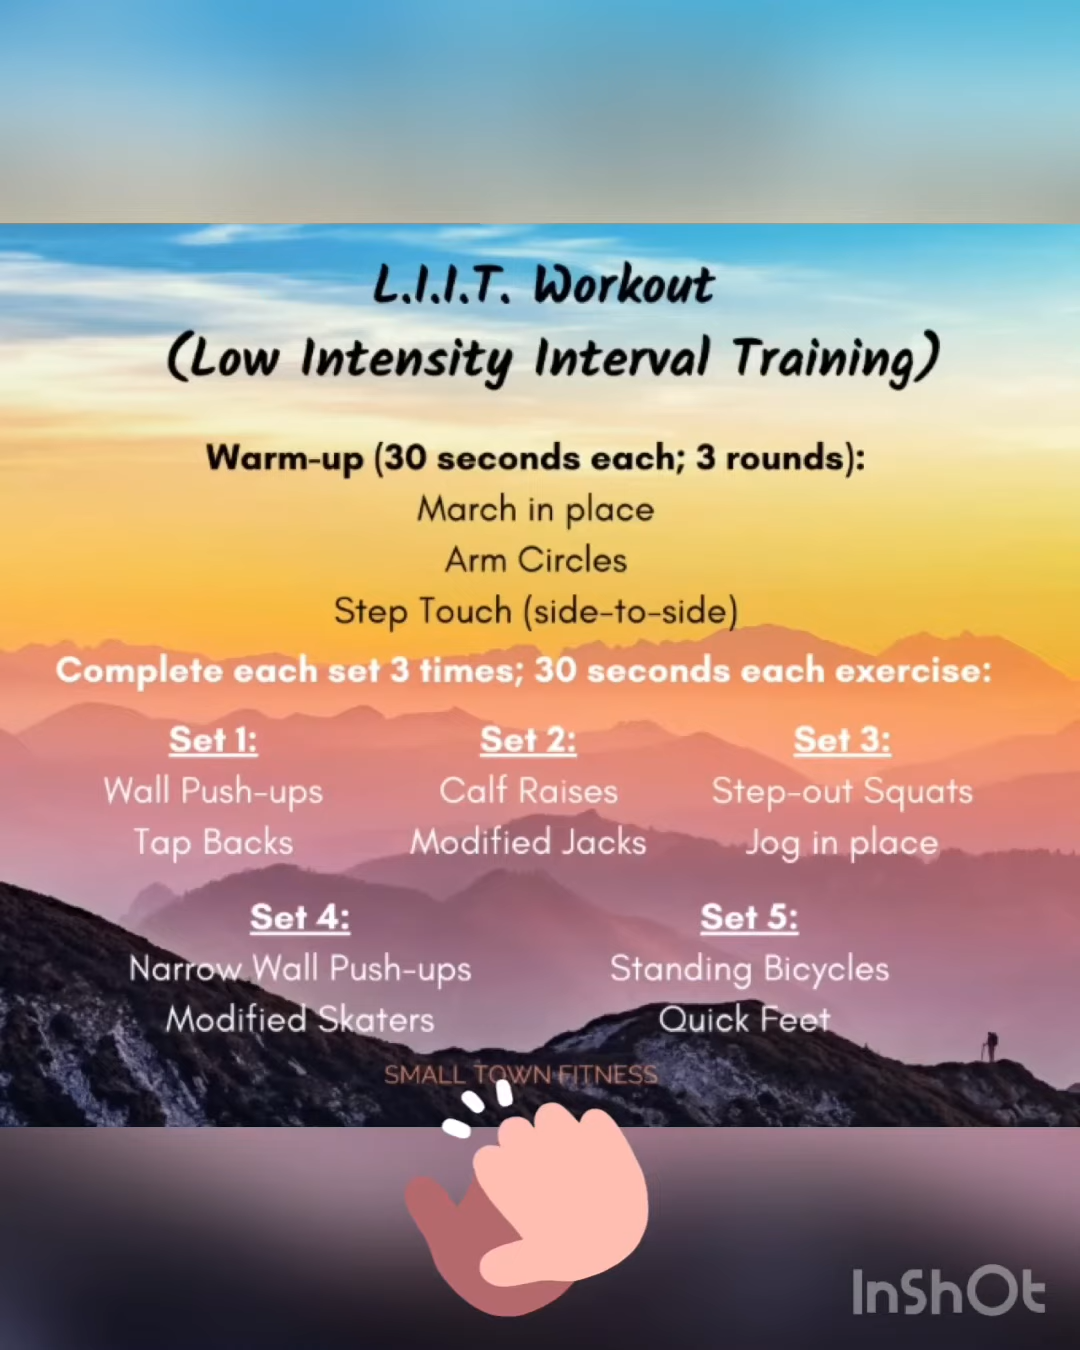 L.I.I.T. Workout
(Low Intensity Interval Training)
Warm-up (30 seconds each; 3 rounds):
March in place
Arm Circles
Step Touch (side-to-side)
Complete each set 3 times; 30 seconds each exercise:
Set 1:
Wall Push-ups
Tap Backs
Set 2:
Calf Raises
Modified Jacks
Set 3:
Step-out Squats
Jog in place
Set 4:
Narrow Wall Push-ups
Modified Skaters
Set 5:
Standing Bicycles
Quick Feet
SMALL TOWN FITNESS
InShOt